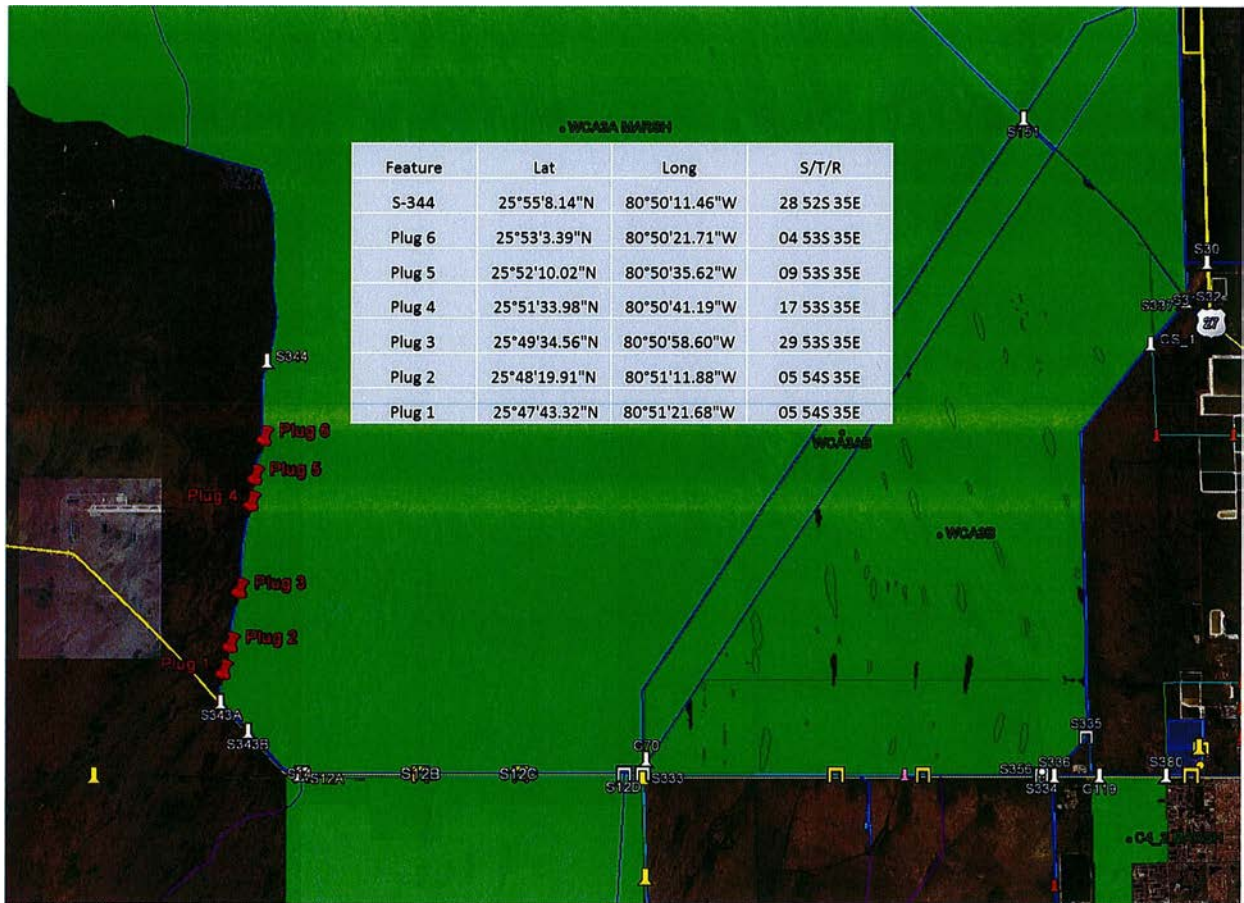 WCA3A MARSH
S151
Feature Lat Long S/T/R
S-344 25°55'8.14"N 80°50'11.46"W 28 52S 35E
Plug 6 25°53'3.39"N 80°50'21.71"W 04 53S 35E
Plug 5 25°52'10.02"N 80°50'35.62"W 09 53S 35E
Plug 4 25°51'33.98"N 80°50'41.19"W 17 53S 35E
Plug 3 25°49'34.56"N 80°50'58.60"W 29 53S 35E
Plug 2 25°48'19.91"N 80°51'11.88"W 05 54S 35E
Plug 1 25°47'43.32"N 80°51'21.68"W 05 54S 35E
S30
S337 S32
27
CS_1
S344
Plug 6
WCA3AS
Plug 5
Plug 4
WCA3B
Plug 3
Plug 2
Plug 1
S343A
S343B
S335
C70
S12A S12B S12C S12D S333 S356 S336 S334 C119 S380